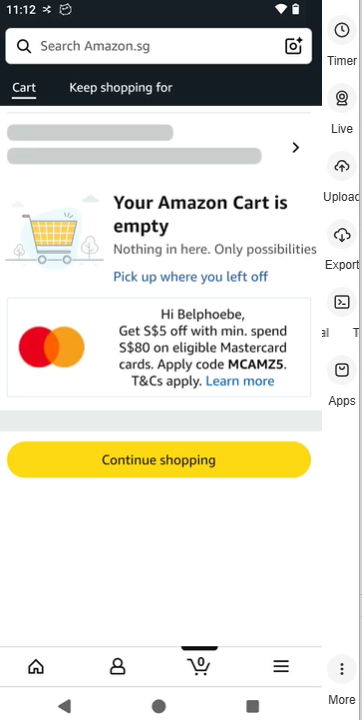 11:12
Search Amazon.sg
Cart
Keep shopping for
Your Amazon Cart is
empty
Nothing in here. Only possibilities
Pick up where you left off
Hi Belphoebe,
Get S$5 off with min. spend
S$80 on eligible Mastercard
cards. Apply code MCAMZ5.
T&Cs apply. Learn more
Continue shopping
0
Timer
Live
Upload
Export
al T
Apps
More